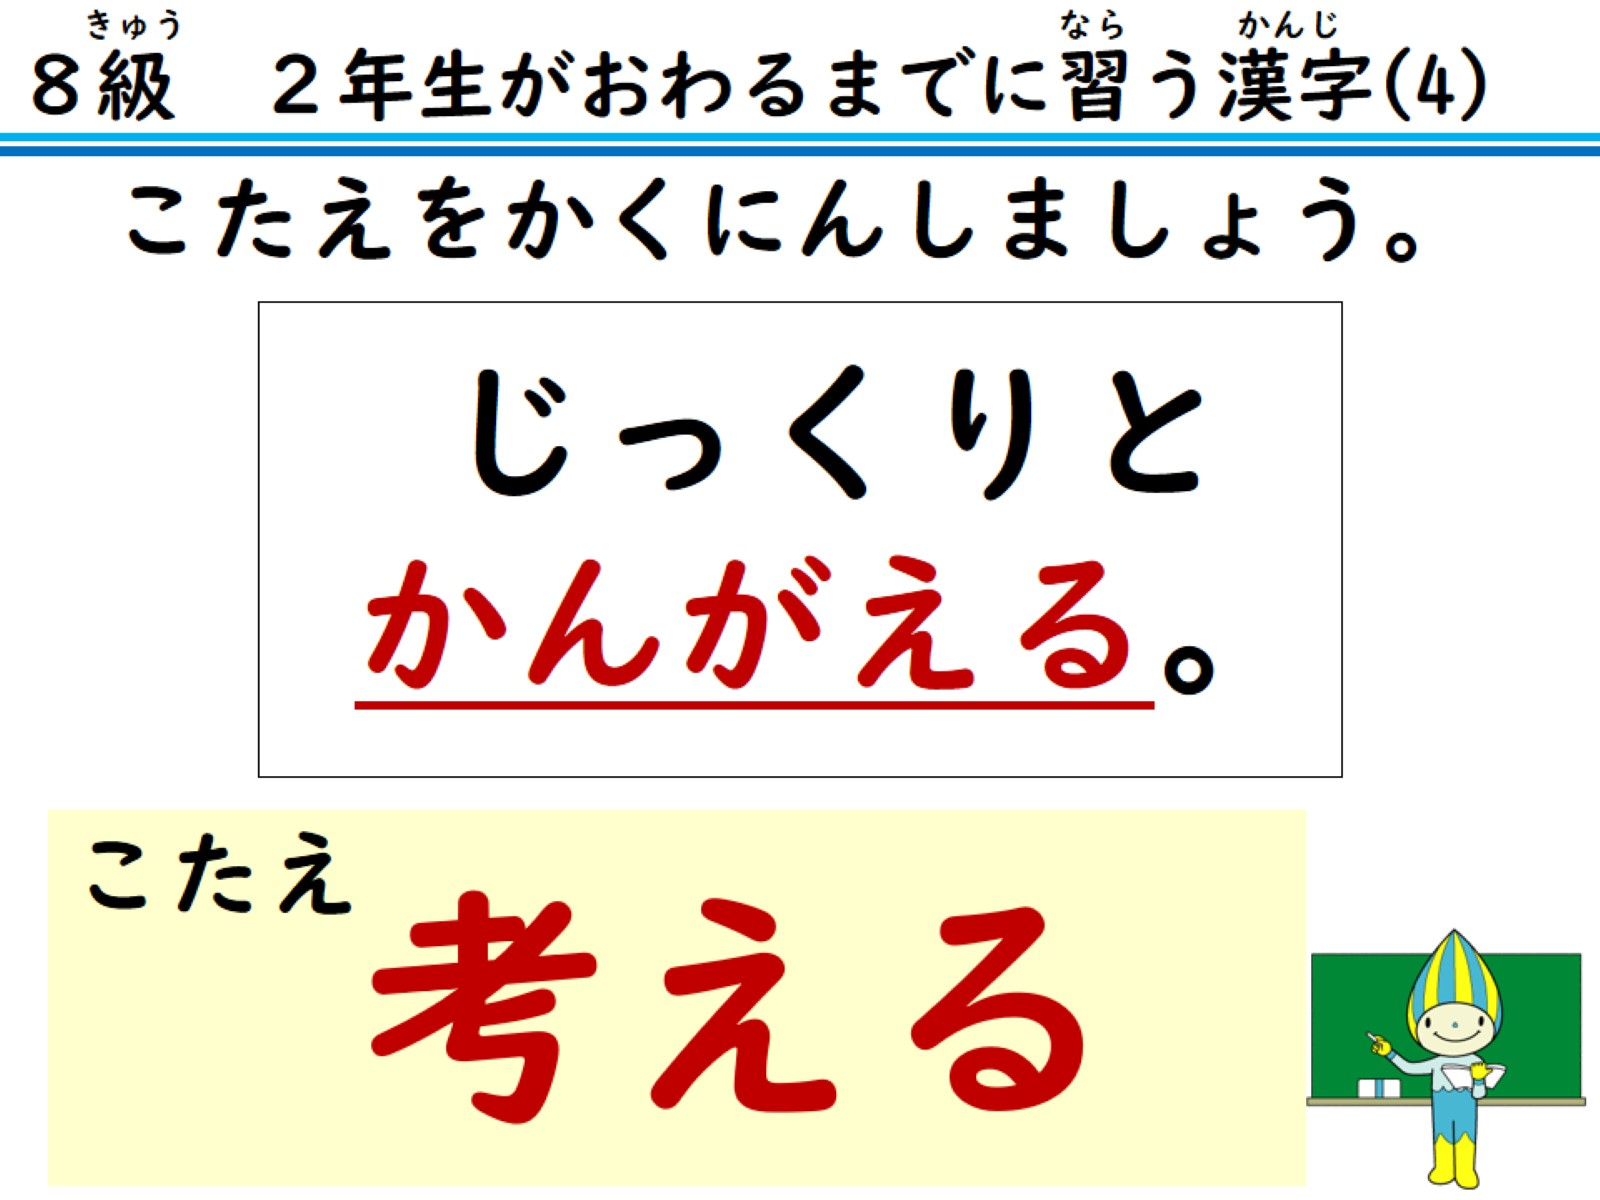 きゅう なら かんじ
８級　２年生がおわるまでに習う漢字(4)
こたえをかくにんしましょう。
じっくりと
かんがえる。
こたえ
考える